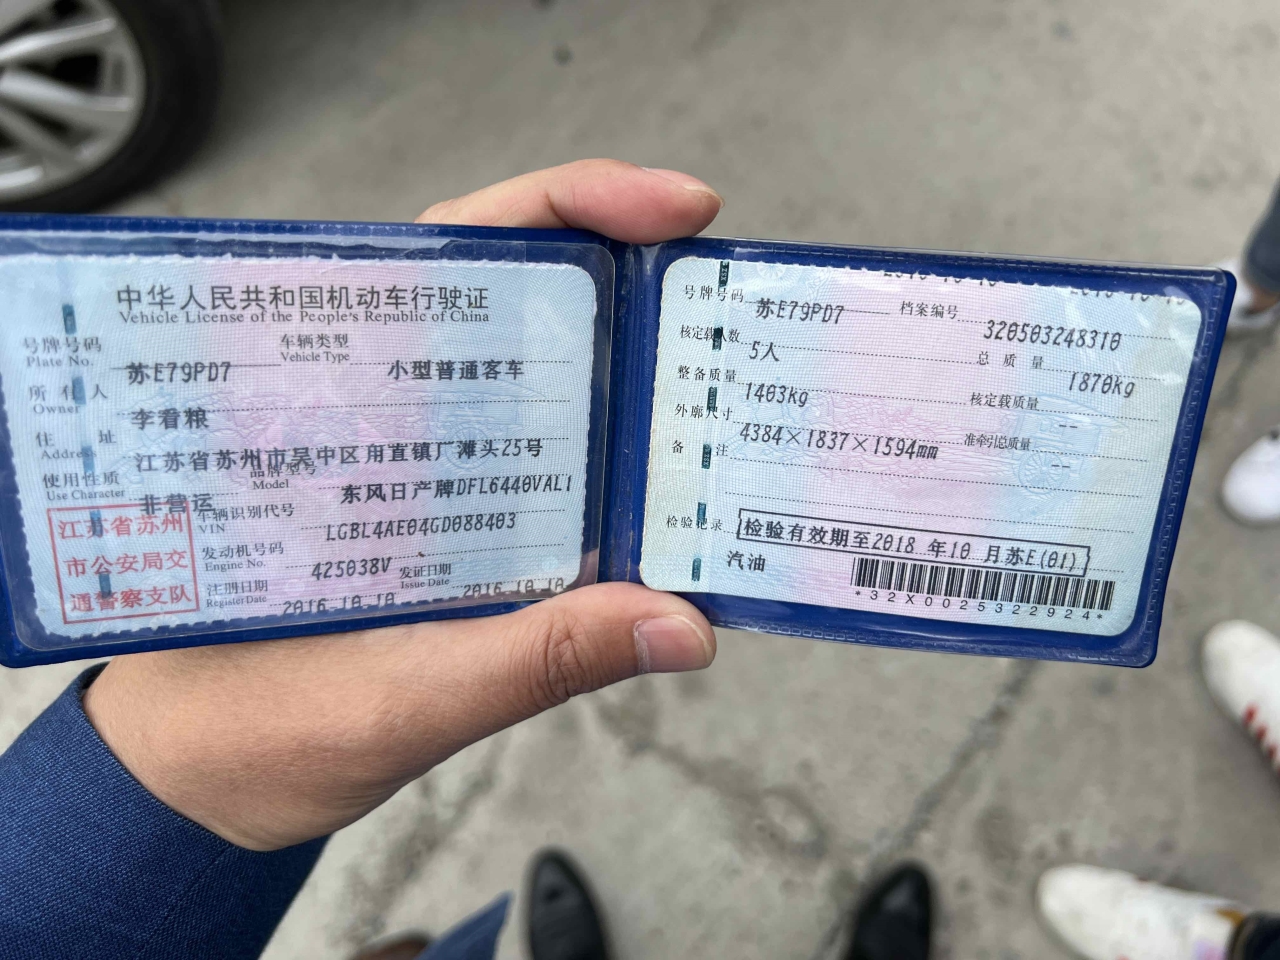 中华人民共和国机动车行驶证
Vehicle License of the People's Republic of China
号牌号码 苏E79PD7 车辆类型 小型普通客车
Plate No. Vehicle Type
所有人 李看粮
Owner
住址 江苏省苏州市吴中区甪直镇广滩头25号
Address
使用性质 非营运 品牌型号 东风日产牌DFL6440VAL1
Use Character Model
车辆识别代号 LGBL4AE04GD088403
VIN
发动机号码 425038V
Engine No.
注册日期 2016-10-10 发证日期 2016-10-10
Register Date Issue Date
江苏省苏州
市公安局交
通警察支队
号牌号码 苏E79PD7 档案编号 320503248310
核定载人数 5人 总质量 1870kg
整备质量 1403kg 核定载质量 --
外廓尺寸 4384×1837×1594mm 准牵引总质量 --
备注
检验记录 检验有效期至2018年10月苏E(01)
汽油
*32X0025322924*